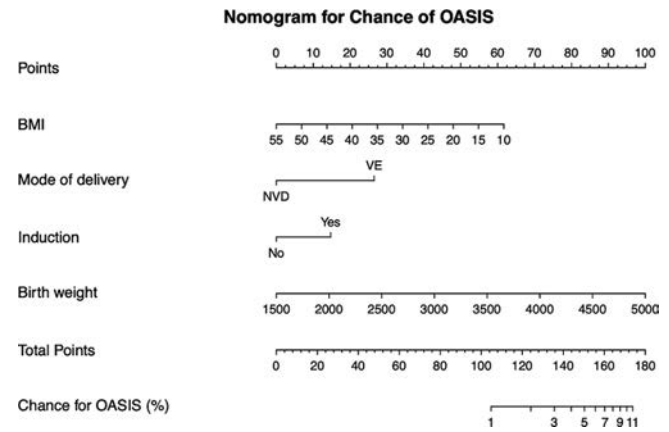 Nomogram for Chance of OASIS
0 10 20 30 40 50 60 70 80 90 100
Points
BMI
55 50 45 40 35 30 25 20 15 10
VE
Mode of delivery
NVD
Yes
Induction
No
Birth weight
1500 2000 2500 3000 3500 4000 4500 5000
Total Points
0 20 40 60 80 100 120 140 160 180
Chance for OASIS (%)
1 3 5 7 9 11